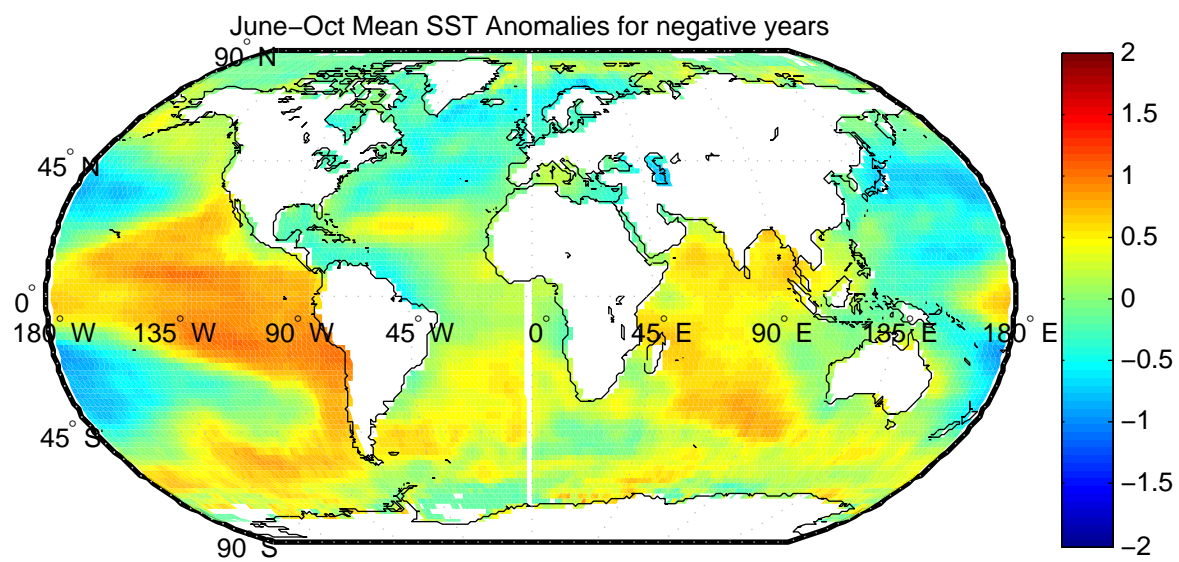 June−Oct Mean SST Anomalies for negative years
90° N
45° N
0°
180° W 135° W 90° W 45° W 0° 45° E 90° E 135° E 180° E
45° S
90° S
2
1.5
1
0.5
0
−0.5
−1
−1.5
−2